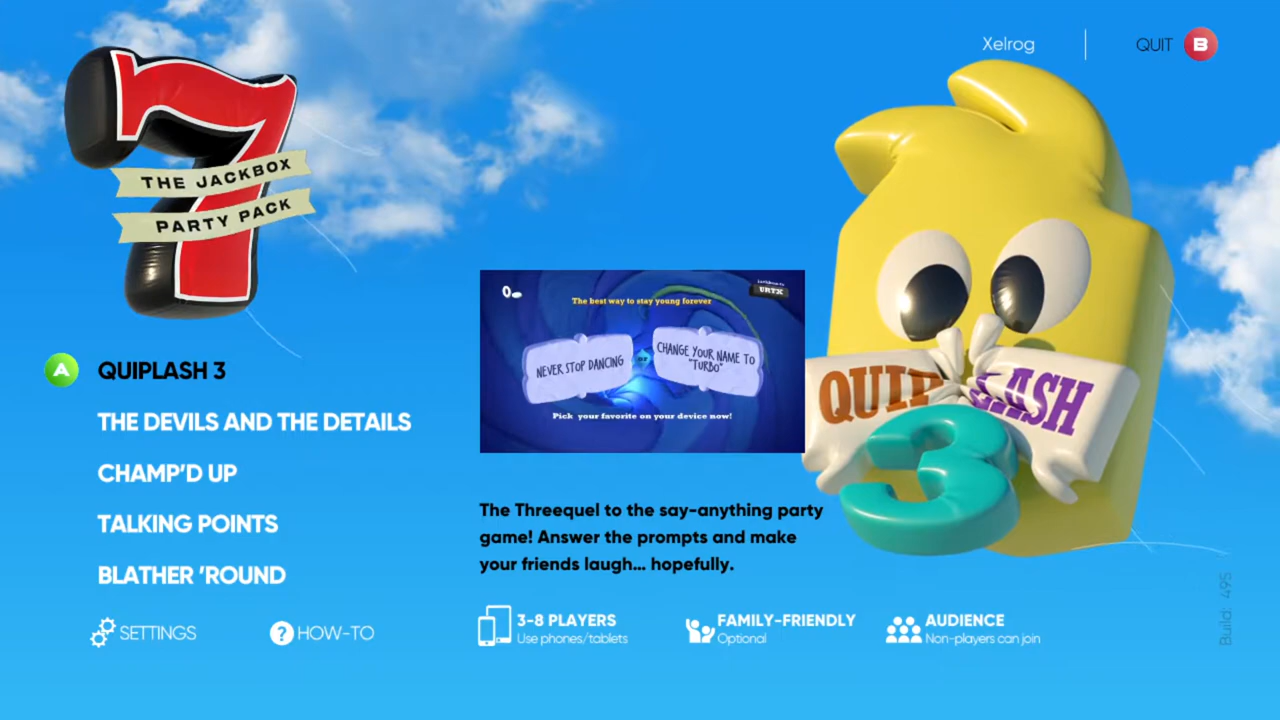 Xelrog
QUIT B
THE JACKBOX
PARTY PACK
The best way to stay young forever
URTX
NEVER STOP DANCING
or
CHANGE YOUR NAME TO
"TURBO"
Pick your favorite on your device now!
QUIPLASH
3
A QUIPLASH 3
THE DEVILS AND THE DETAILS
CHAMP'D UP
TALKING POINTS
BLATHER 'ROUND
SETTINGS
? HOW-TO
The Threequel to the say-anything party
game! Answer the prompts and make
your friends laugh... hopefully.
3-8 PLAYERS
Use phones/tablets
FAMILY-FRIENDLY
Optional
AUDIENCE
Non-players can join
Build: 495